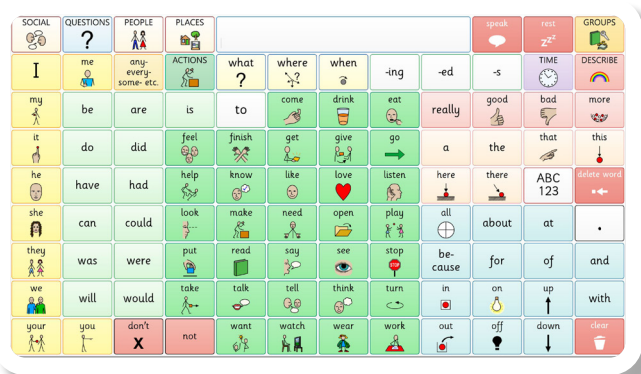 SOCIAL QUESTIONS PEOPLE PLACES speak rest GROUPS
? zzz
I me any- ACTIONS what where when -ing -ed -s TIME DESCRIBE
every-
some- etc. ? ?
my be are is to come drink eat really good bad more
it do did feel finish get give go a the that this
he have had help know like love listen here there ABC delete word
123
she can could look make need open play all about at .
they was were put read say see stop be- for of and
STOP cause
we will would take talk tell think turn in on up with
your you don't not want watch wear work out off down clear
X